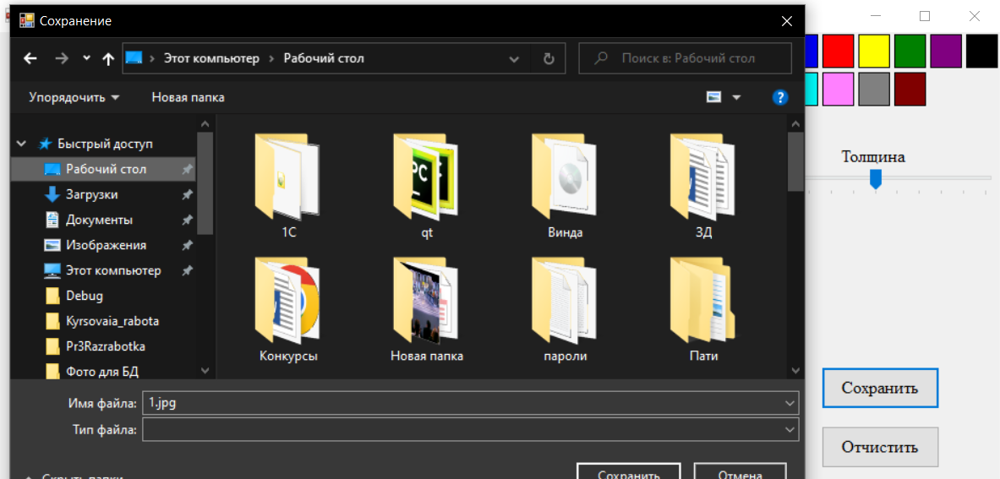 Сохранение
Этот компьютер › Рабочий стол
Поиск в: Рабочий стол
Упорядочить
Новая папка
?
Быстрый доступ
Рабочий стол
Загрузки
Документы
Изображения
Этот компьютер
Debug
Kyrsovaia_rabota
Pr3Razrabotka
Фото для БД
PC
W
1С
qt
Винда
ЗД
W
Конкурсы
Новая папка
пароли
Пати
Имя файла: 1.jpg
Тип файла:
Скрыть папки
Сохранить
Отмена
Толщина
Сохранить
Отчистить